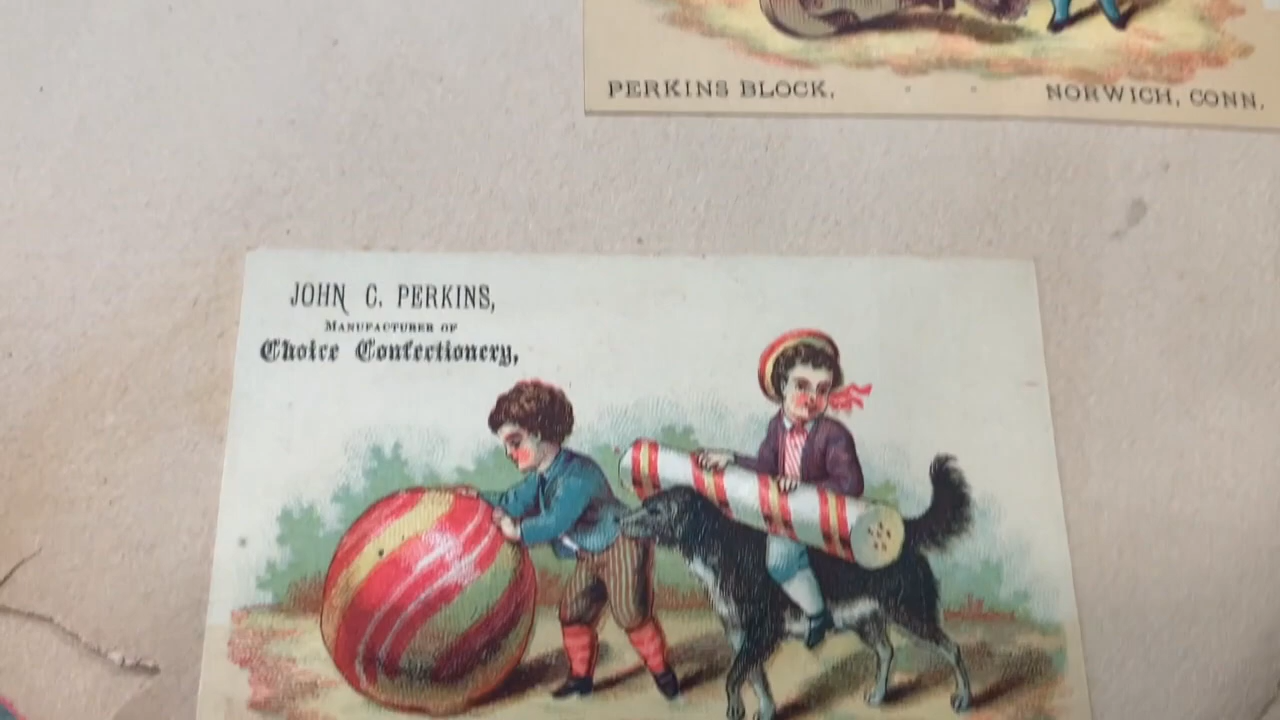 PERKINS BLOCK, NORWICH, CONN.
JOHN C. PERKINS,
MANUFACTURER OF
Choice Confectionery,